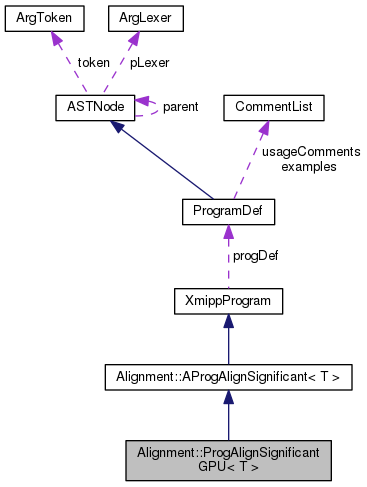 ArgToken
ArgLexer
token
pLexer
ASTNode
parent
CommentList
usageComments
examples
ProgramDef
progDef
XmippProgram
Alignment::AProgAlignSignificant< T >
Alignment::ProgAlignSignificant
GPU< T >